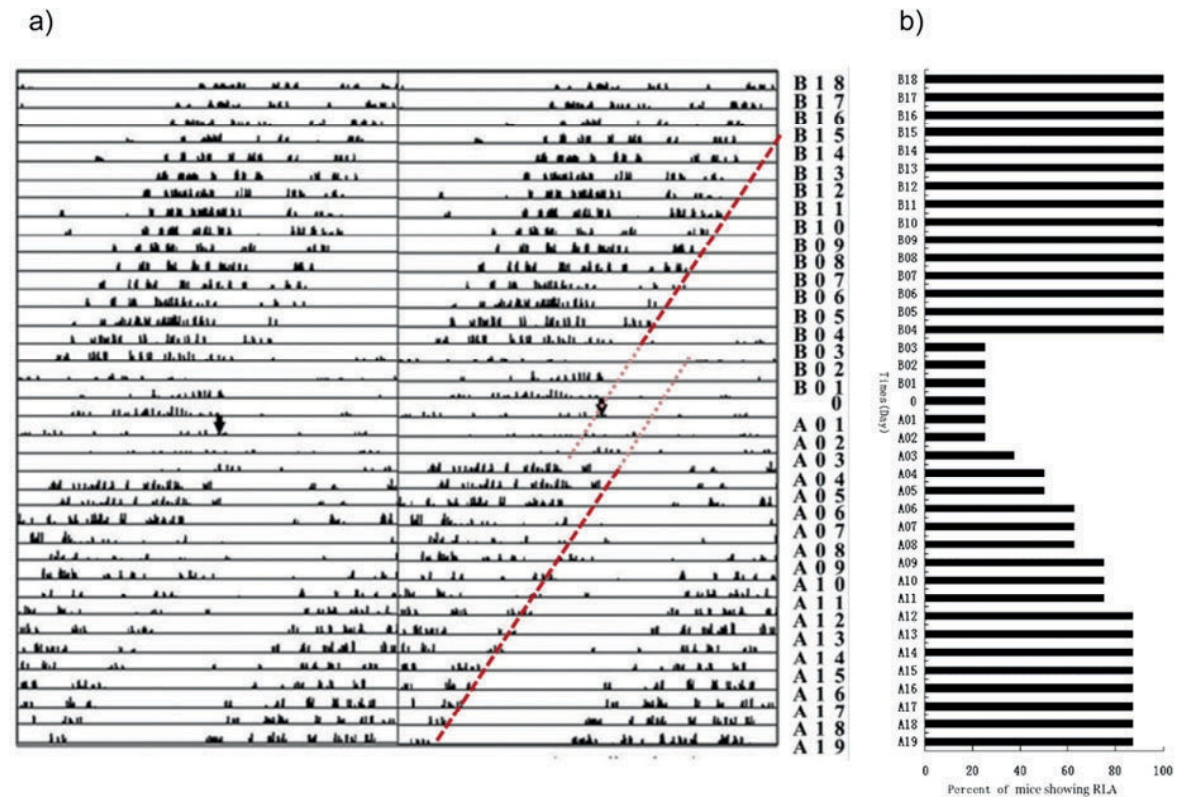 a)
b)
B 1 8
B 1 7
B 1 6
B 1 5
B 1 4
B 1 3
B 1 2
B 1 1
B 1 0
B 0 9
B 0 8
B 0 7
B 0 6
B 0 5
B 0 4
B 0 3
B 0 2
B 0 1
0
A 0 1
A 0 2
A 0 3
A 0 4
A 0 5
A 0 6
A 0 7
A 0 8
A 0 9
A 1 0
A 1 1
A 1 2
A 1 3
A 1 4
A 1 5
A 1 6
A 1 7
A 1 8
A 1 9
Times(Day)
B18
B17
B16
B15
B14
B13
B12
B11
B10
B09
B08
B07
B06
B05
B04
B03
B02
B01
0
A01
A02
A03
A04
A05
A06
A07
A08
A09
A10
A11
A12
A13
A14
A15
A16
A17
A18
A19
0 20 40 60 80 100
Percent of mice showing RLA